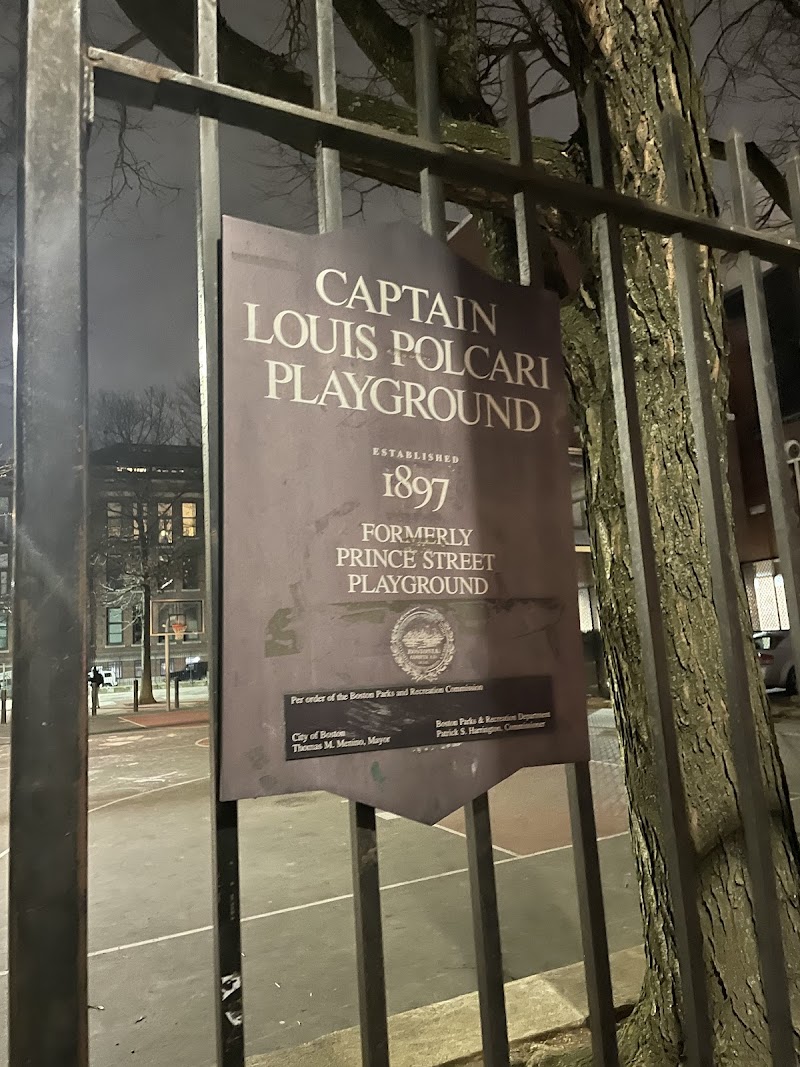 CAPTAIN
LOUIS POLCARI
PLAYGROUND
ESTABLISHED
1897
FORMERLY
PRINCE STREET
PLAYGROUND
Per order of the Boston Parks and Recreation Commission
City of Boston
Thomas M. Menino, Mayor
Boston Parks & Recreation Department
Patrick S. Harrington, Commissioner